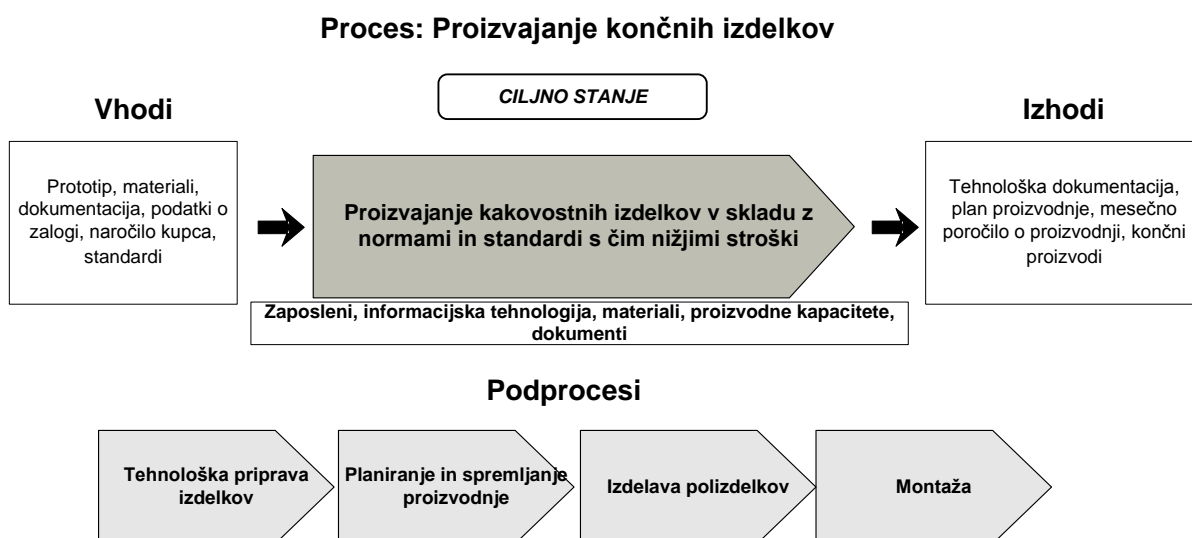 Proces: Proizvajanje končnih izdelkov
CILJNO STANJE
Vhodi
Izhodi
Prototip, materiali,
dokumentacija, podatki o
zalogi, naročilo kupca,
standardi
Proizvajanje kakovostnih izdelkov v skladu z
normami in standardi s čim nižjimi stroški
Tehnološka dokumentacija,
plan proizvodnje, mesečno
poročilo o proizvodnji, končni
proizvodi
Zaposleni, informacijska tehnologija, materiali, proizvodne kapacitete,
dokumenti
Podprocesi
Tehnološka priprava
izdelkov
Planiranje in spremljanje
proizvodnje
Izdelava polizdelkov
Montaža